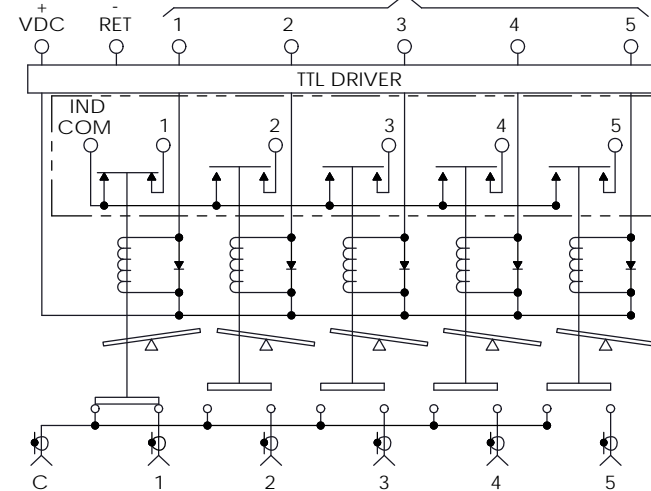 + -
VDC RET 1 2 3 4 5
TTL DRIVER
IND
COM 1 2 3 4 5
C 1 2 3 4 5